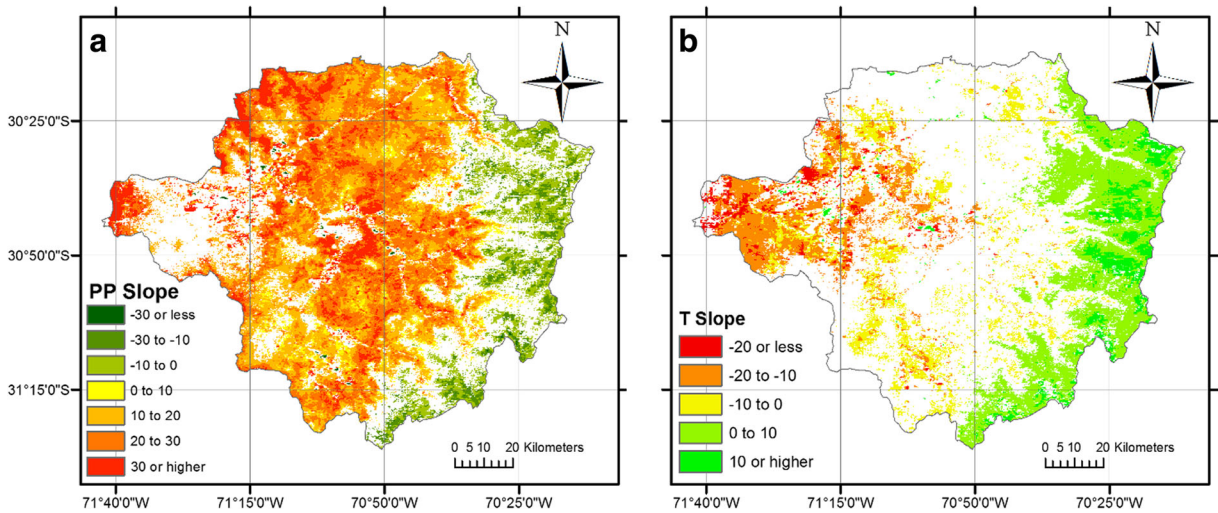 a
N
30°25'0"S
30°50'0"S
31°15'0"S
PP Slope
-30 or less
-30 to -10
-10 to 0
0 to 10
10 to 20
20 to 30
30 or higher
0 5 10 20 Kilometers
71°40'0"W 71°15'0"W 70°50'0"W 70°25'0"W
b
N
T Slope
-20 or less
-20 to -10
-10 to 0
0 to 10
10 or higher
0 5 10 20 Kilometers
71°40'0"W 71°15'0"W 70°50'0"W 70°25'0"W